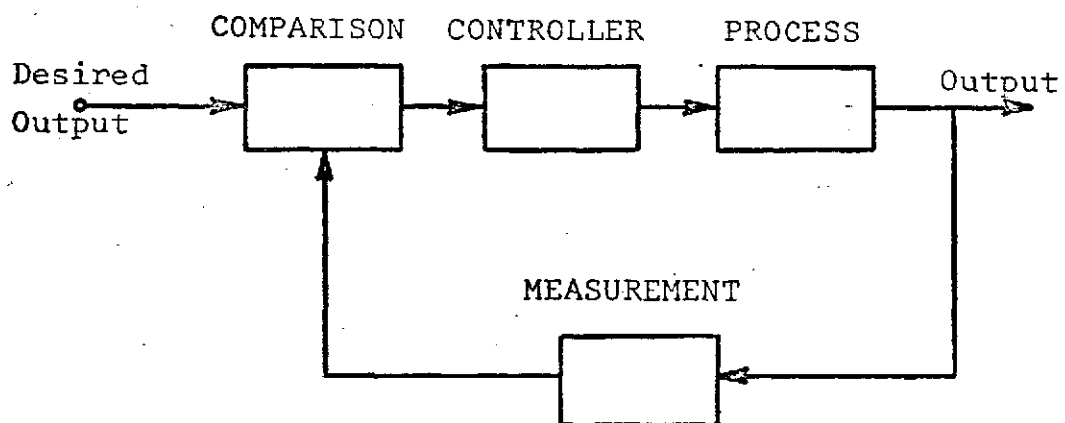 COMPARISON CONTROLLER PROCESS
Desired
Output
Output
MEASUREMENT